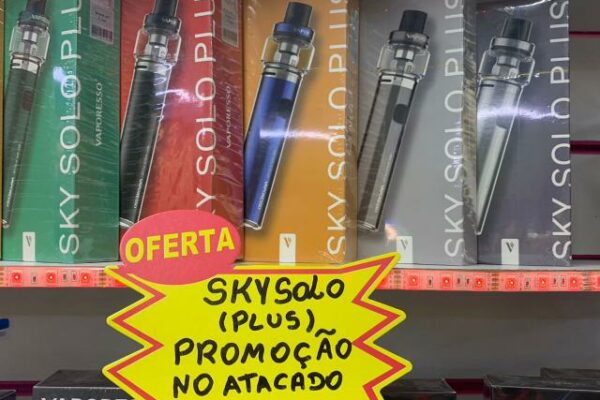 SKY SOLO PLUS
VAPORESSO
SKY SOLO PLUS
VAPORESSO
SKY SOLO PLUS
SKY SOLO PLUS
SKY SOLO PLUS
OFERTA
SKYSOLO
(PLUS)
PROMOÇÃO
NO ATACADO
VAPORESSO